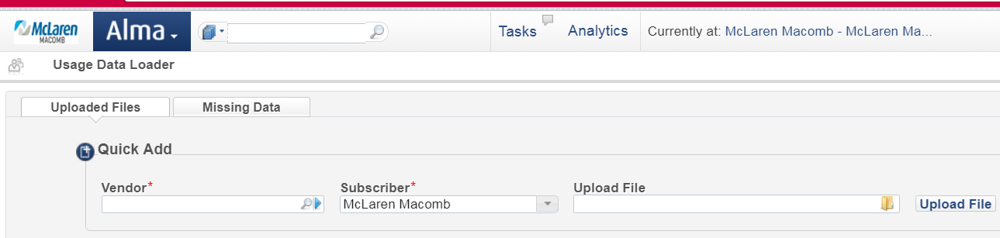 McLaren
MACOMB
Alma
Tasks
Analytics
Currently at: McLaren Macomb - McLaren Ma...
Usage Data Loader
Uploaded Files
Missing Data
Quick Add
Vendor*
Subscriber*
Upload File
McLaren Macomb
Upload File